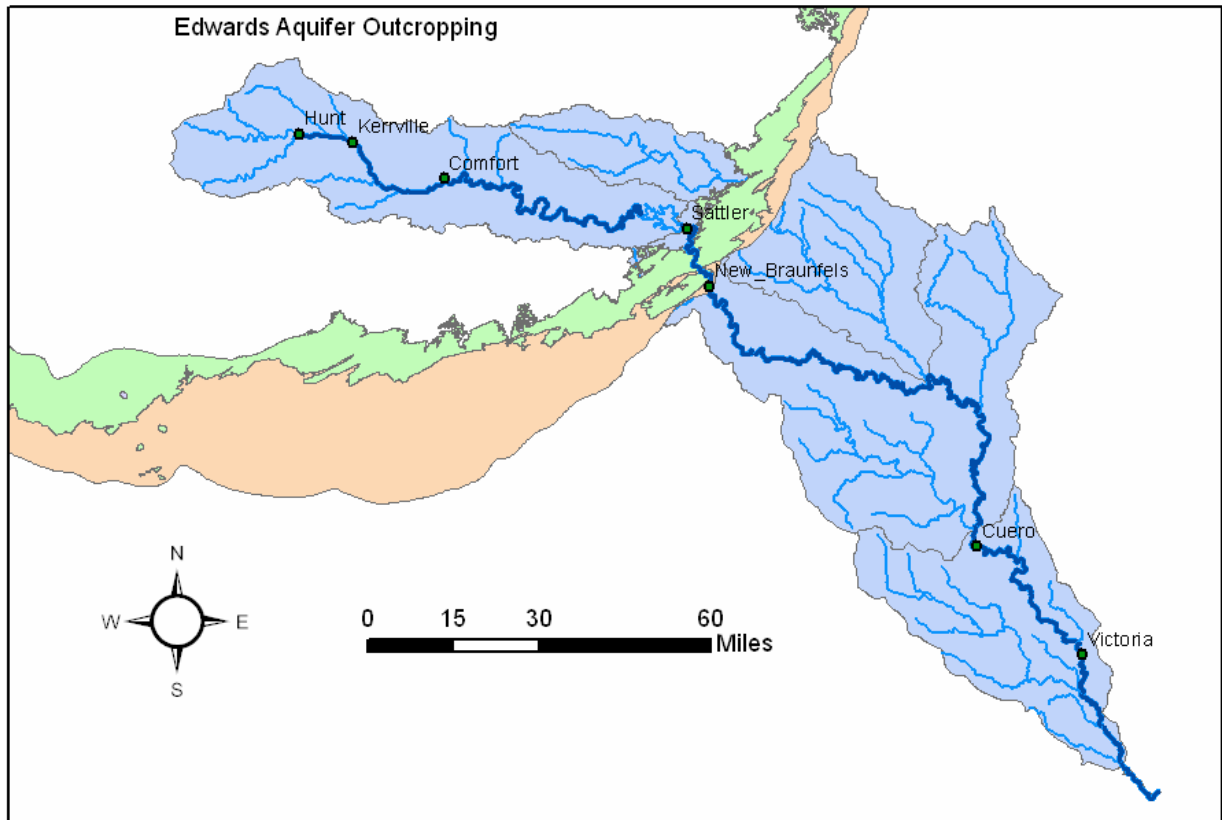 Edwards Aquifer Outcropping
Hunt
Kerrville
Comfort
Sattler
New_Braunfels
Cuero
Victoria
N
W E
S
0 15 30 60
Miles